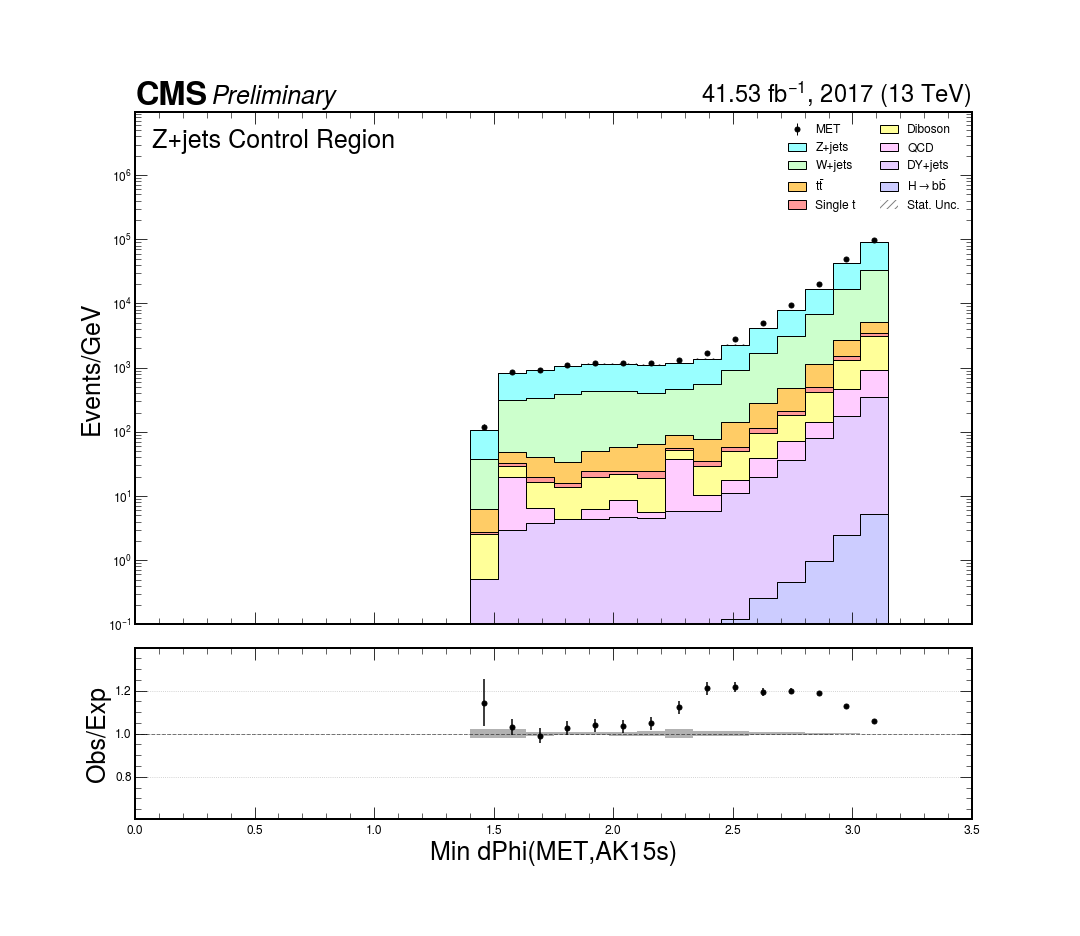 CMS Preliminary 41.53 fb⁻¹, 2017 (13 TeV)
Z+jets Control Region
MET
Z+jets
W+jets
tt̄
Single t
Diboson
QCD
DY+jets
H→bb̄
Stat. Unc.
Events/GeV
10⁶
10⁵
10⁴
10³
10²
10¹
10⁰
10⁻¹
Obs/Exp
1.2
1.0
0.8
0.0 0.5 1.0 1.5 2.0 2.5 3.0 3.5
Min dPhi(MET,AK15s)